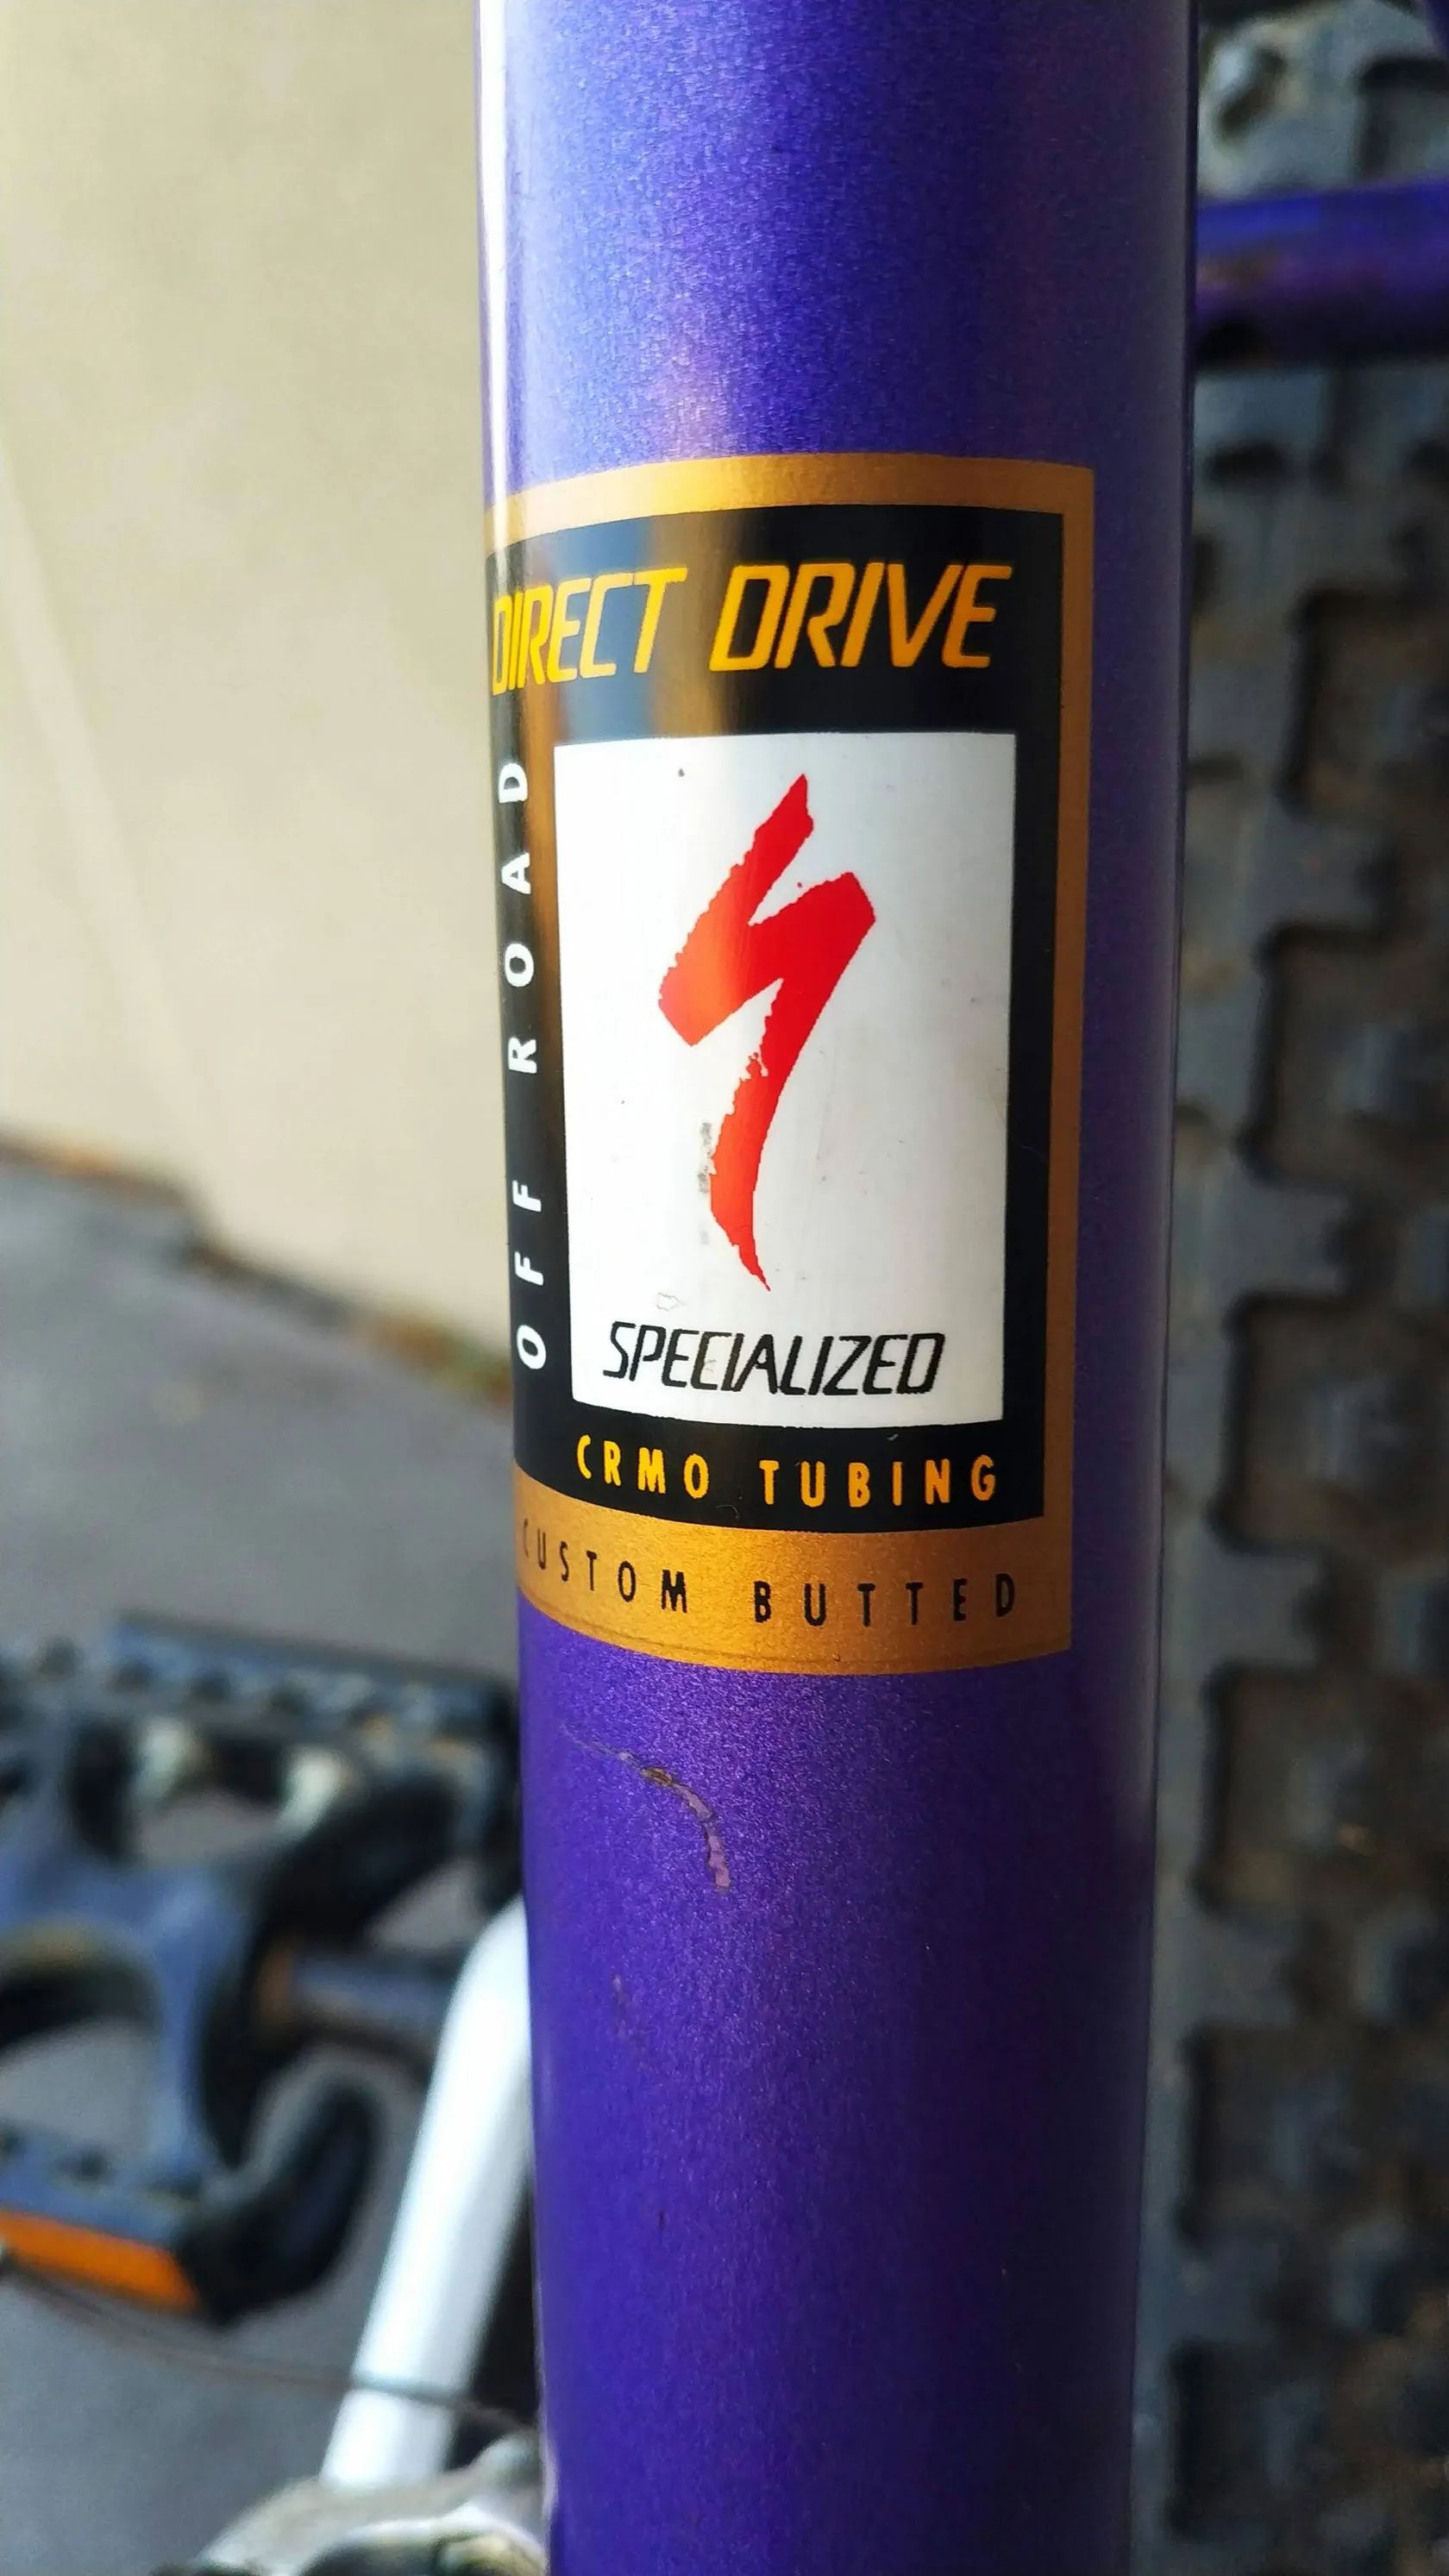 DIRECT DRIVE
OFF ROAD
SPECIALIZED
CRMO TUBING
CUSTOM BUTTED